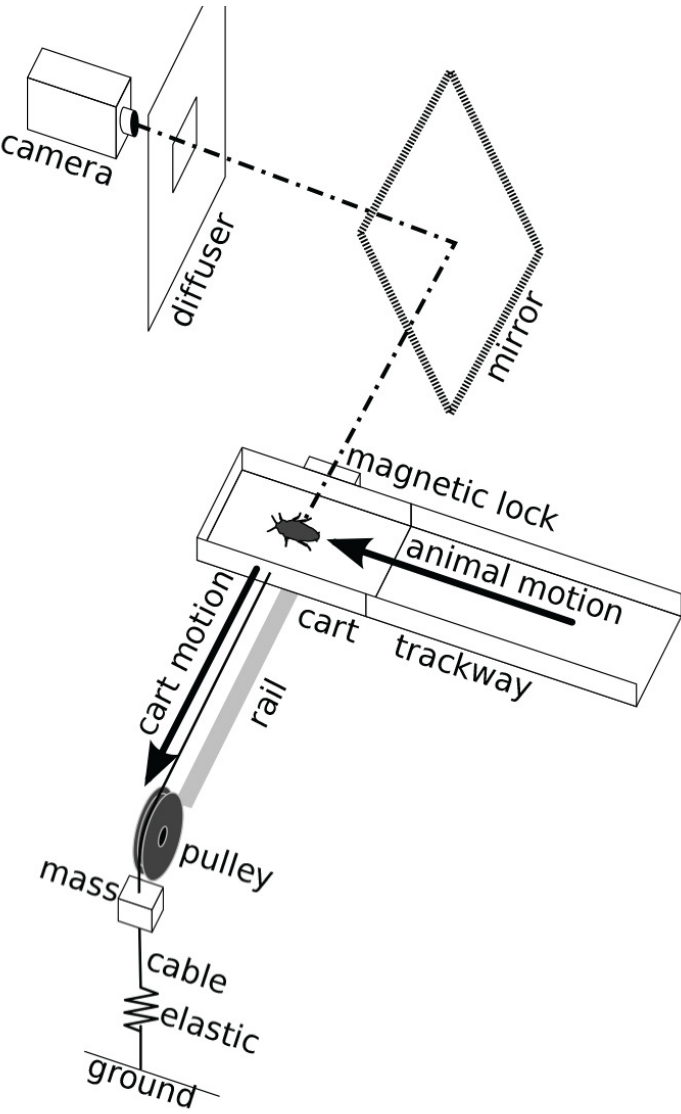 camera
diffuser
mirror
magnetic lock
animal motion
cart
trackway
cart motion
rail
pulley
mass
cable
elastic
ground